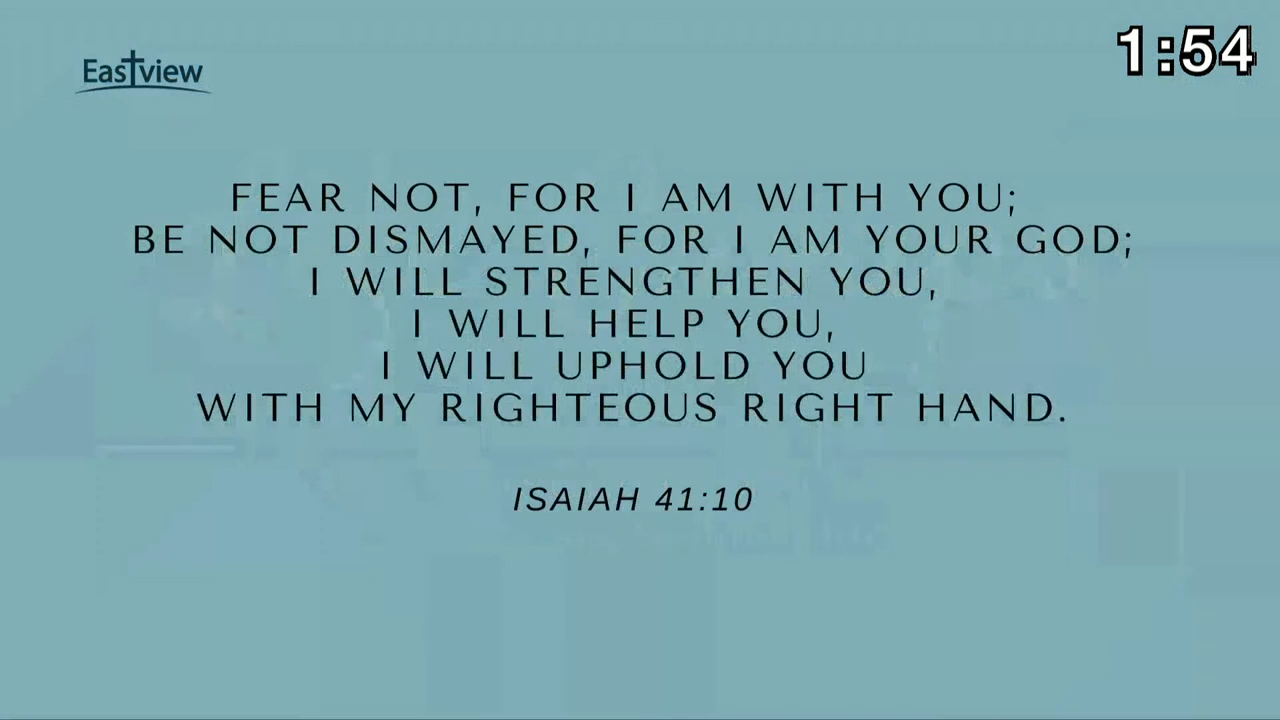 Eastview
1:54
FEAR NOT, FOR I AM WITH YOU;
BE NOT DISMAYED, FOR I AM YOUR GOD;
I WILL STRENGTHEN YOU,
I WILL HELP YOU,
I WILL UPHOLD YOU
WITH MY RIGHTEOUS RIGHT HAND.
ISAIAH 41:10